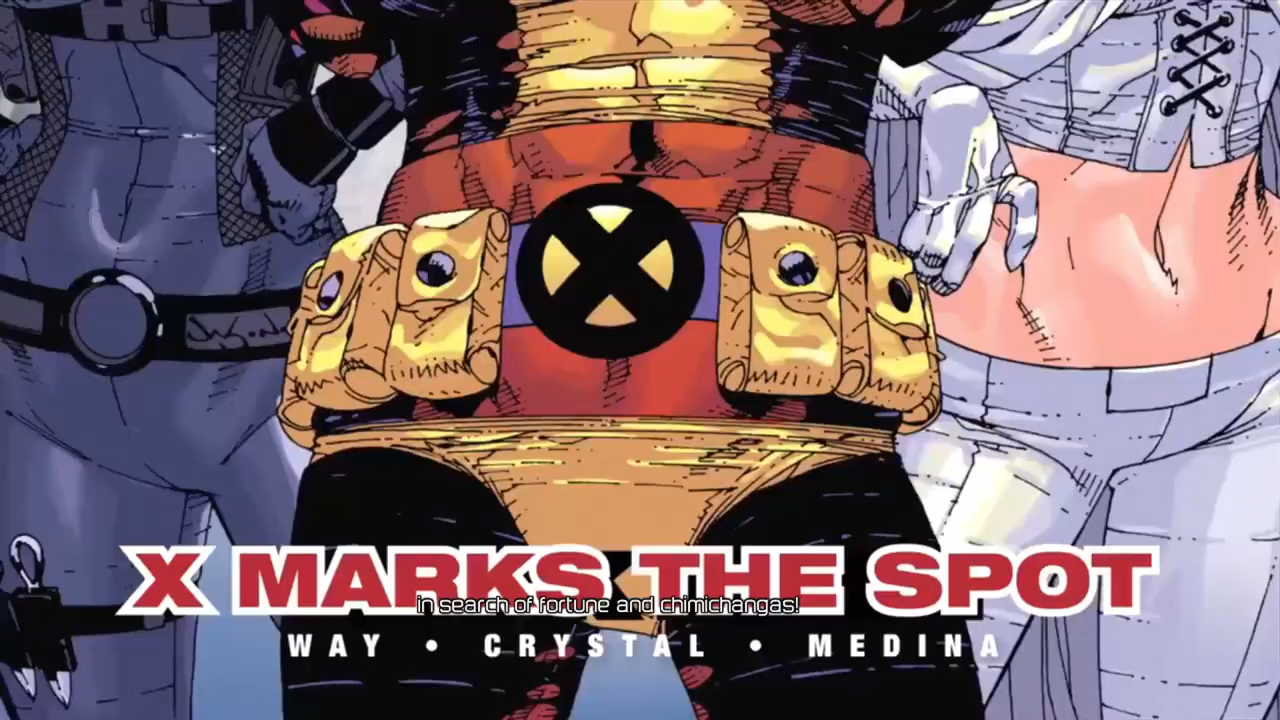 X MARKS THE SPOT
in search of fortune and chimichangas!
WAY • CRYSTAL • MEDINA